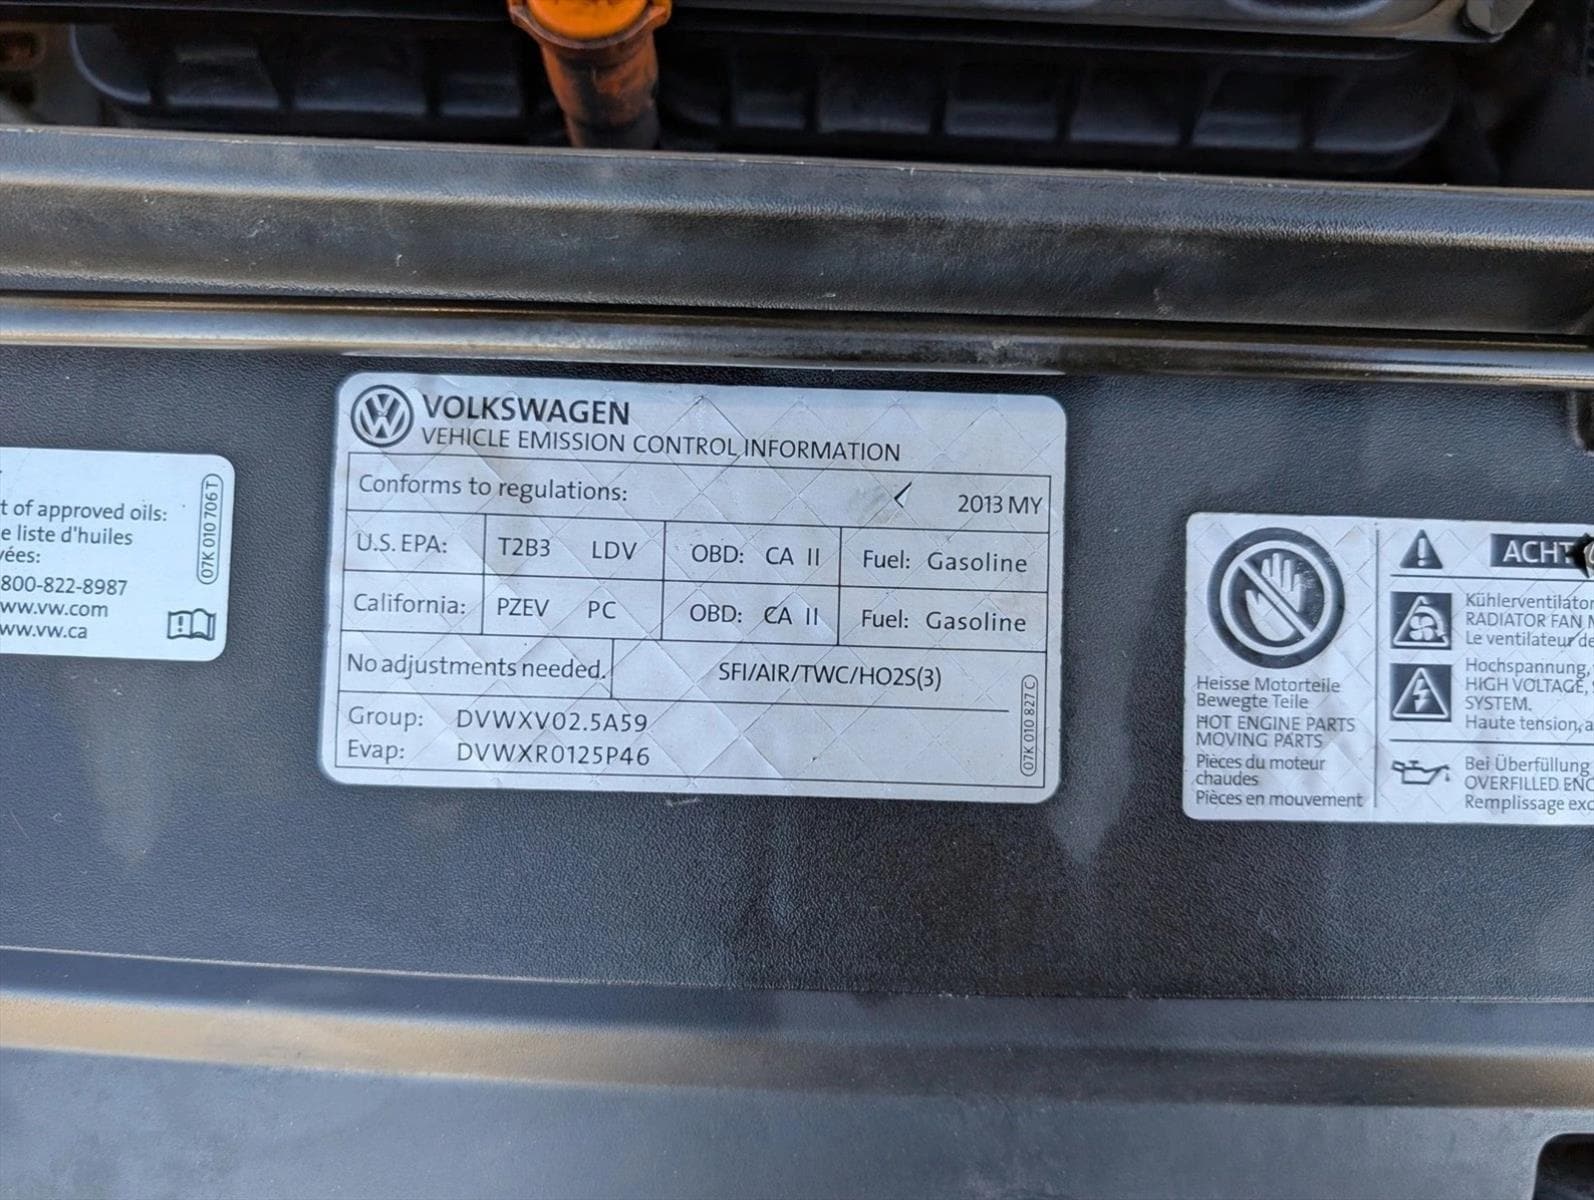 t of approved oils:
e liste d'huiles
vées:
800-822-8987
ww.vw.com
ww.vw.ca
07K 010 706 T
VOLKSWAGEN
VEHICLE EMISSION CONTROL INFORMATION
Conforms to regulations: 2013 MY
U.S. EPA: T2B3 LDV OBD: CA II Fuel: Gasoline
California: PZEV PC OBD: CA II Fuel: Gasoline
No adjustments needed. SFI/AIR/TWC/HO2S(3)
Group: DVWXV02.5A59
Evap: DVWXR0125P46
07K 010 827 C
Heisse Motorteile
Bewegte Teile
HOT ENGINE PARTS
MOVING PARTS
Pièces du moteur
chaudes
Pièces en mouvement
ACHT
Kühlerventilator
RADIATOR FAN
Le ventilateur de
Hochspannung,
HIGH VOLTAGE,
SYSTEM.
Haute tension, a
Bei Überfüllung
OVERFILLED ENG
Remplissage exc